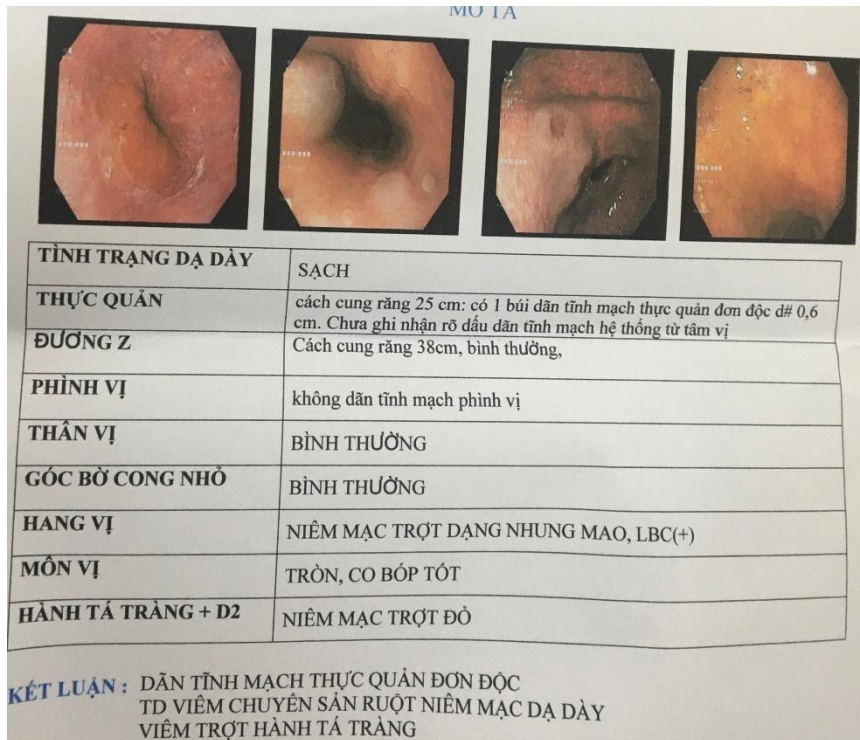 MÔ TẢ
TÌNH TRẠNG DẠ DÀY
SẠCH
THỰC QUẢN
cách cung răng 25 cm: có 1 búi dãn tĩnh mạch thực quản đơn độc d# 0,6
cm. Chưa ghi nhận rõ dấu dãn tĩnh mạch hệ thống từ tâm vị
ĐƯỜNG Z
Cách cung răng 38cm, bình thường,
PHÌNH VỊ
không dãn tĩnh mạch phình vị
THÂN VỊ
BÌNH THƯỜNG
GÓC BỜ CONG NHỎ
BÌNH THƯỜNG
HANG VỊ
NIÊM MẠC TRỢT DẠNG NHUNG MAO, LBC(+)
MÔN VỊ
TRÒN, CO BÓP TỐT
HÀNH TÁ TRÀNG + D2
NIÊM MẠC TRỢT ĐỎ
KẾT LUẬN : DÃN TĨNH MẠCH THỰC QUẢN ĐƠN ĐỘC
TD VIÊM CHUYÊN SẢN RUỘT NIÊM MẠC DẠ DÀY
VIÊM TRỢT HÀNH TÁ TRÀNG